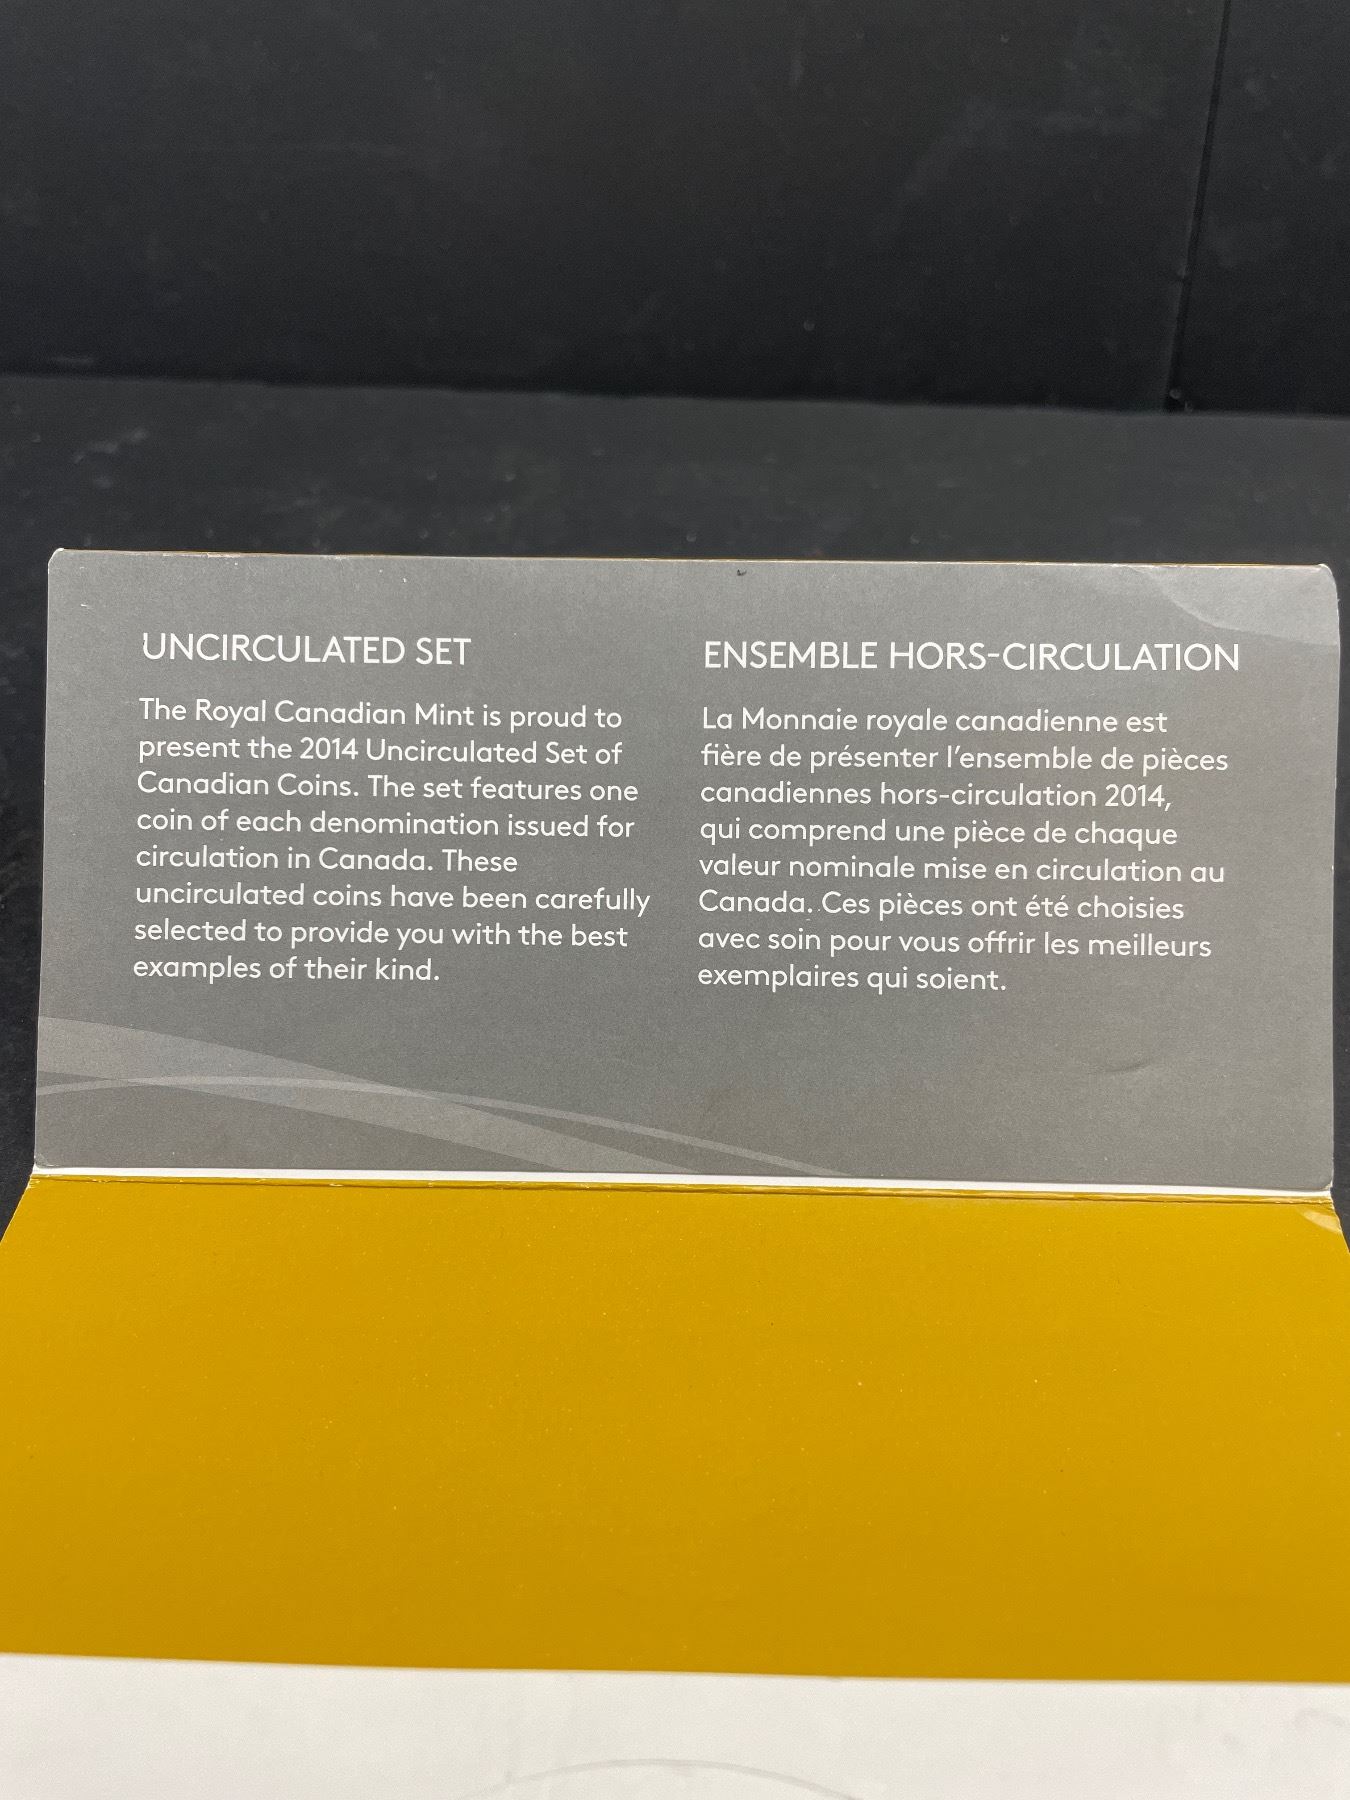 UNCIRCULATED SET
The Royal Canadian Mint is proud to
present the 2014 Uncirculated Set of
Canadian Coins. The set features one
coin of each denomination issued for
circulation in Canada. These
uncirculated coins have been carefully
selected to provide you with the best
examples of their kind.
ENSEMBLE HORS-CIRCULATION
La Monnaie royale canadienne est
fière de présenter l'ensemble de pièces
canadiennes hors-circulation 2014,
qui comprend une pièce de chaque
valeur nominale mise en circulation au
Canada. Ces pièces ont été choisies
avec soin pour vous offrir les meilleurs
exemplaires qui soient.